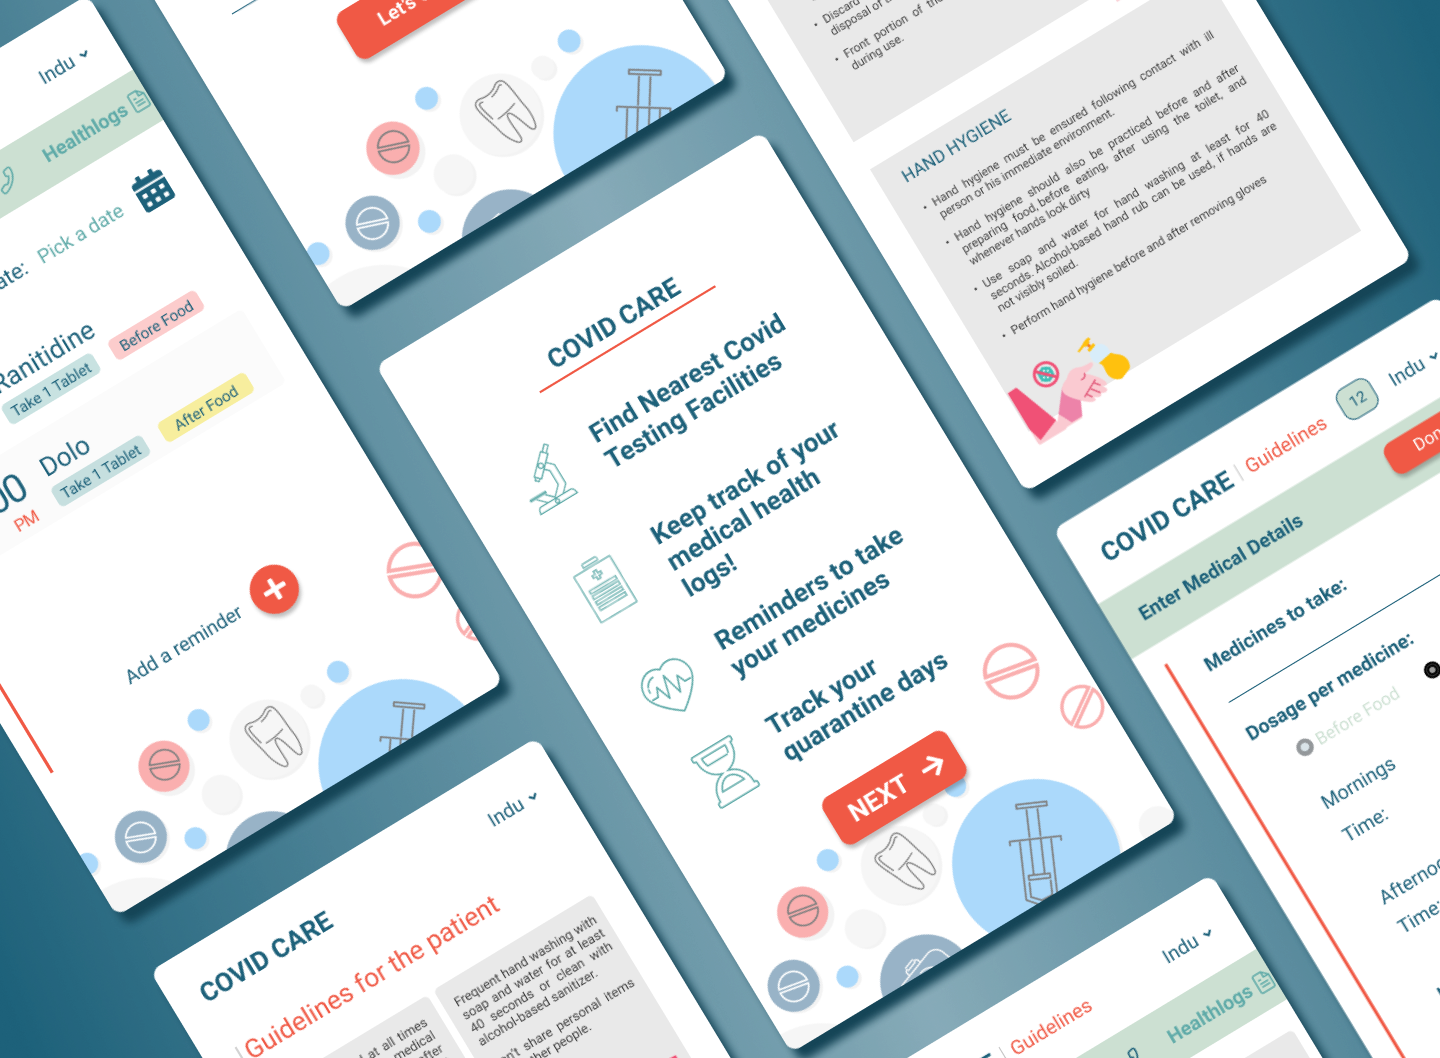 Indu
Healthlogs
Pick a date
Ranitidine
Take 1 Tablet
Before Food
Dolo
Take 1 Tablet
After Food
PM
Add a reminder
Let's
COVID CARE
Find Nearest Covid
Testing Facilities
Keep track of your
medical health
logs!
Reminders to take
your medicines
Track your
quarantine days
NEXT
• Discard
disposal of
• Front portion of
during use.
HAND HYGIENE
• Hand hygiene must be ensured following contact with ill
person or his immediate environment.
• Hand hygiene should also be practiced before and after
preparing food, before eating, after using the toilet, and
whenever hands look dirty
• Use soap and water for hand washing at least for 40
seconds. Alcohol-based hand rub can be used, if hands are
not visibly soiled.
• Perform hand hygiene before and after removing gloves
COVID CARE | Guidelines
12
Indu
Enter Medical Details
Medicines to take:
Dosage per medicine:
Before Food
Mornings
Time:
Time:
Indu
COVID CARE
| Guidelines for the patient
at all times
medical
Frequent hand washing with
soap and water for at least
40 seconds or clean with
alcohol-based sanitizer.
share personal items
people.
Indu
| Guidelines
Healthlogs